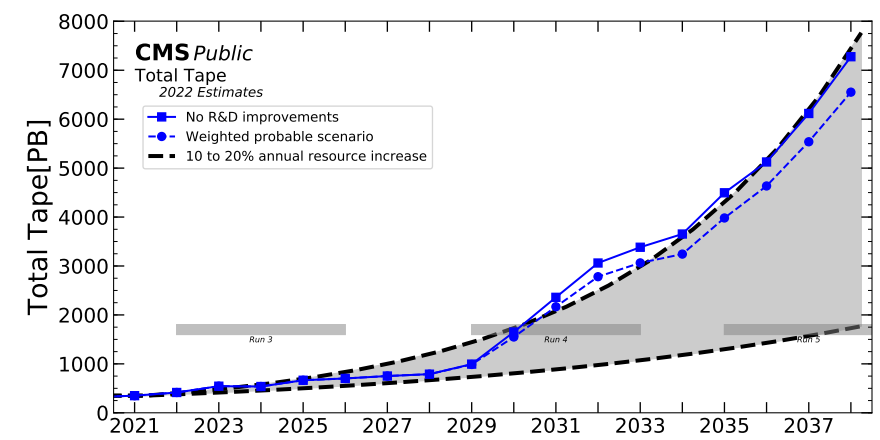 8000
7000
6000
5000
4000
3000
2000
1000
0
Total Tape[PB]
CMS Public
Total Tape
2022 Estimates
No R&D improvements
Weighted probable scenario
10 to 20% annual resource increase
Run 3
Run 4
Run 5
2021 2023 2025 2027 2029 2031 2033 2035 2037